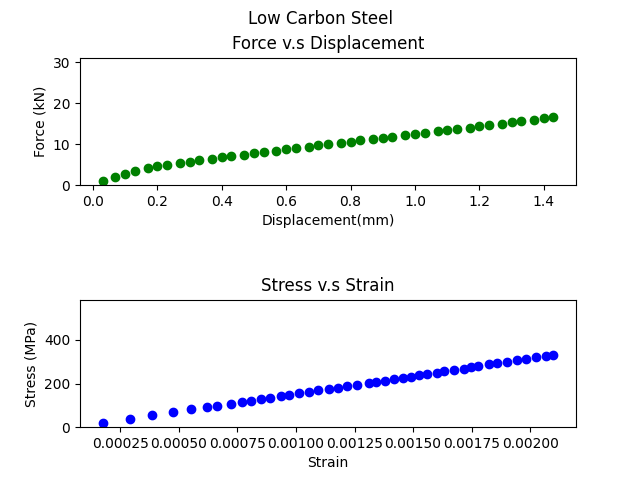 Low Carbon Steel
Force v.s Displacement
30
20
10
0
Force (kN)
0.0 0.2 0.4 0.6 0.8 1.0 1.2 1.4
Displacement(mm)
Stress v.s Strain
400
200
0
Stress (MPa)
0.00025 0.00050 0.00075 0.00100 0.00125 0.00150 0.00175 0.00200
Strain